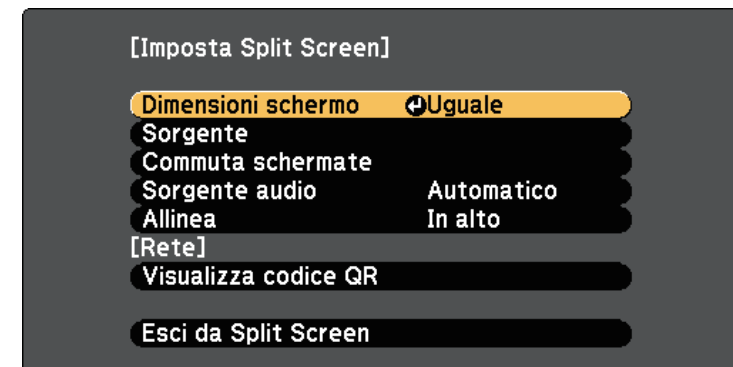 [Imposta Split Screen]
Dimensioni schermo Uguale
Sorgente
Commuta schermate
Sorgente audio Automatico
Allinea In alto
[Rete]
Visualizza codice QR
Esci da Split Screen